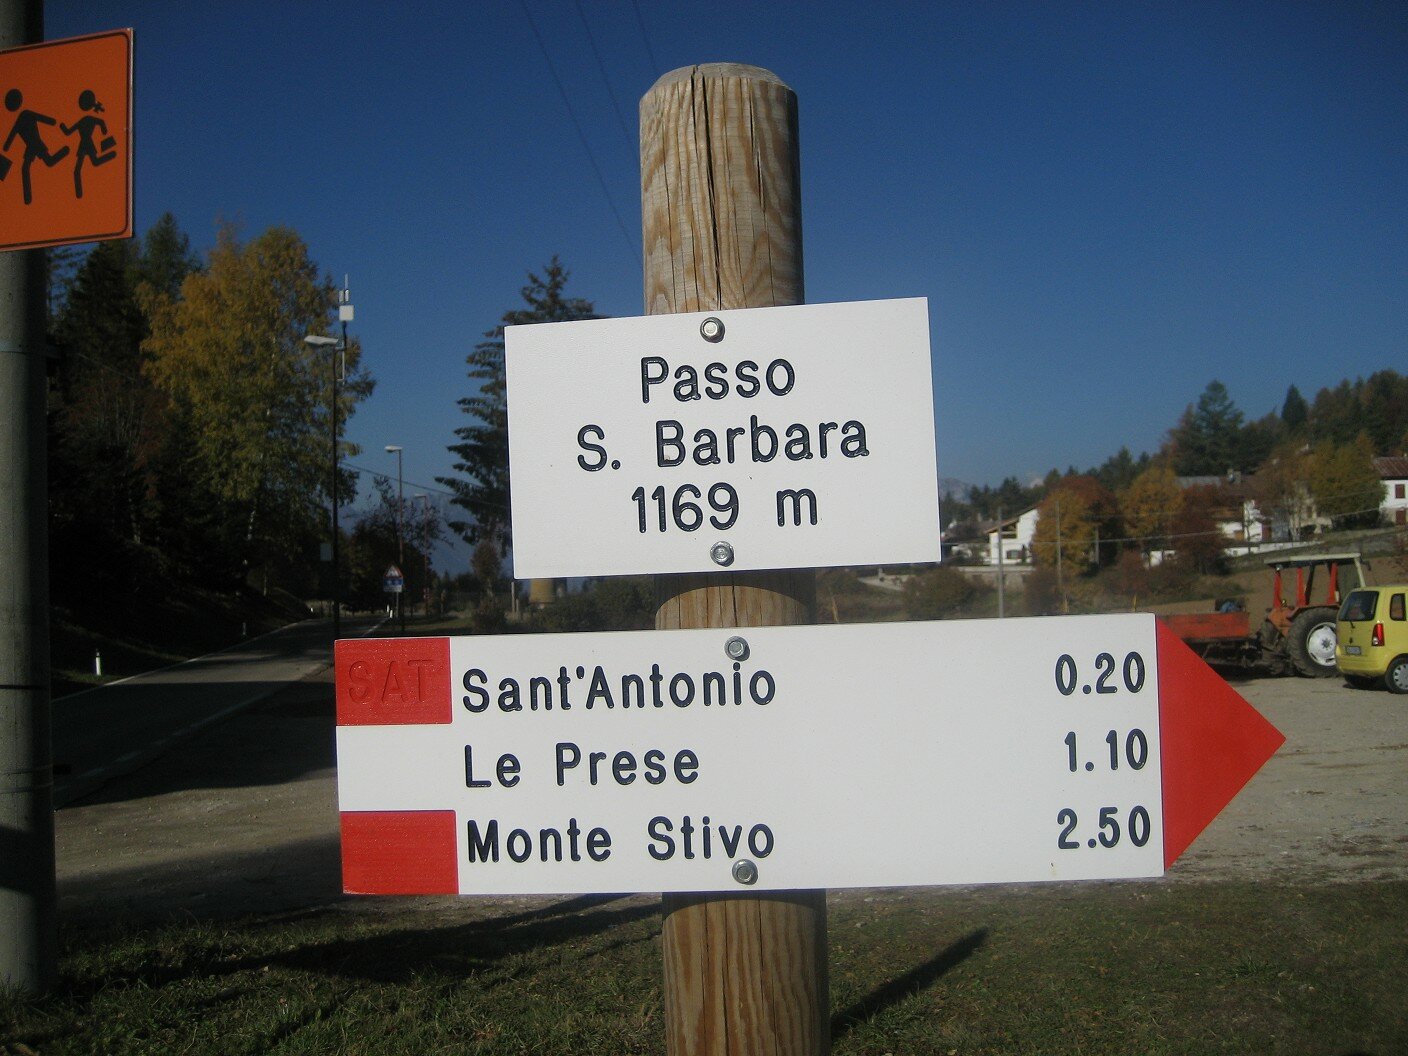 Passo
S. Barbara
1169 m
SAT
Sant'Antonio 0.20
Le Prese 1.10
Monte Stivo 2.50